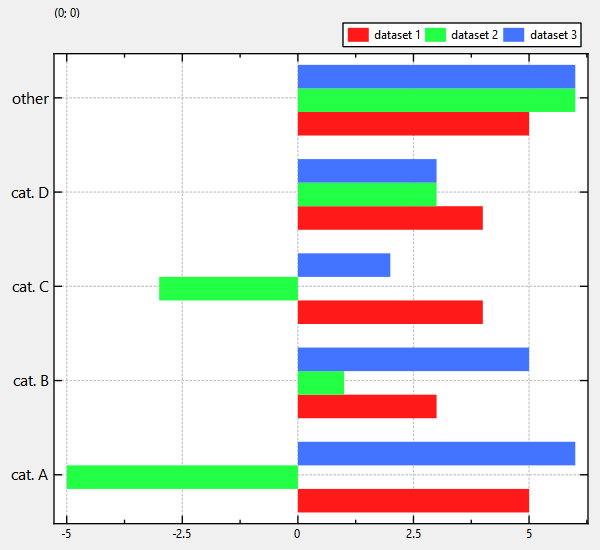 (0; 0)
dataset 1 dataset 2 dataset 3
other
cat. D
cat. C
cat. B
cat. A
-5 -2.5 0 2.5 5